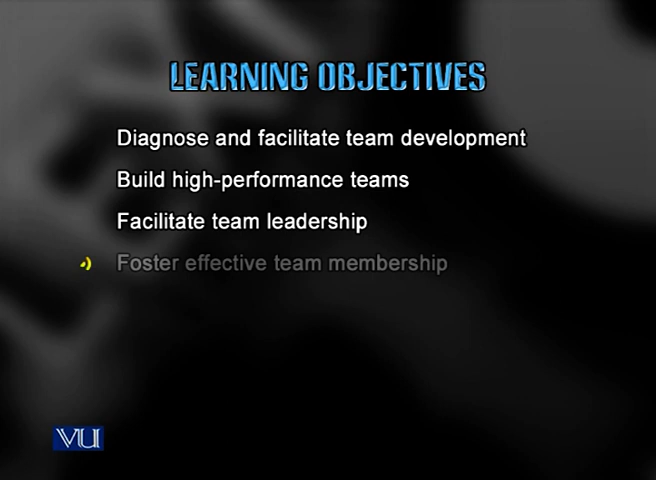 LEARNING OBJECTIVES
Diagnose and facilitate team development
Build high-performance teams
Facilitate team leadership
Foster effective team membership
VU